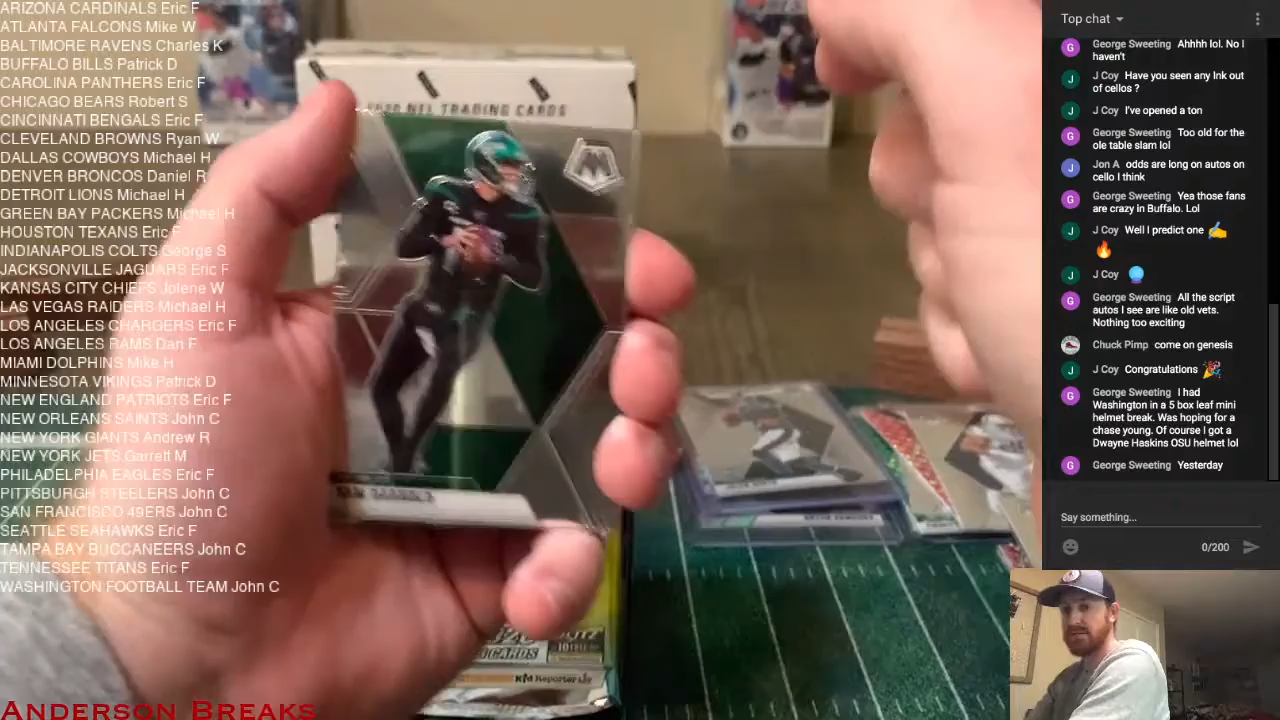 ARIZONA CARDINALS Eric F
ATLANTA FALCONS Mike W
BALTIMORE RAVENS Charles K
BUFFALO BILLS Patrick D
CAROLINA PANTHERS Eric F
CHICAGO BEARS Robert S
CINCINNATI BENGALS Eric F
CLEVELAND BROWNS Ryan W
DALLAS COWBOYS Michael H
DENVER BRONCOS Daniel R
DETROIT LIONS Michael H
GREEN BAY PACKERS Michael H
HOUSTON TEXANS Eric F
INDIANAPOLIS COLTS George S
JACKSONVILLE JAGUARS Eric F
KANSAS CITY CHIEFS Jolene W
LAS VEGAS RAIDERS Michael H
LOS ANGELES CHARGERS Eric F
LOS ANGELES RAMS Dan F
MIAMI DOLPHINS Mike H
MINNESOTA VIKINGS Patrick D
NEW ENGLAND PATRIOTS Eric F
NEW ORLEANS SAINTS John C
NEW YORK GIANTS Andrew R
NEW YORK JETS Garrett M
PHILADELPHIA EAGLES Eric F
PITTSBURGH STEELERS John C
SAN FRANCISCO 49ERS John C
SEATTLE SEAHAWKS Eric F
TAMPA BAY BUCCANEERS John C
TENNESSEE TITANS Eric F
WASHINGTON FOOTBALL TEAM John C
ANDERSON BREAKS
NFL TRADING CARDS
M
CARDS
Top chat
G George Sweeting Ahhhh lol. No I
haven't
J J Coy Have you seen any Ink out
of cellos ?
J J Coy I've opened a ton
G George Sweeting Too old for the
ole table slam lol
J Jon A odds are long on autos on
cello I think
G George Sweeting Yea those fans
are crazy in Buffalo. Lol
J J Coy Well I predict one ✍️
🔥
J J Coy 🔮
G George Sweeting All the script
autos I see are like old vets.
Nothing too exciting
Chuck Pimp come on genesis
J J Coy Congratulations 🎉
G George Sweeting I had
Washington in a 5 box leaf mini
helmet break. Was hoping for a
chase young. Of course I got a
Dwayne Haskins OSU helmet lol
G George Sweeting Yesterday
Say something...
0/200